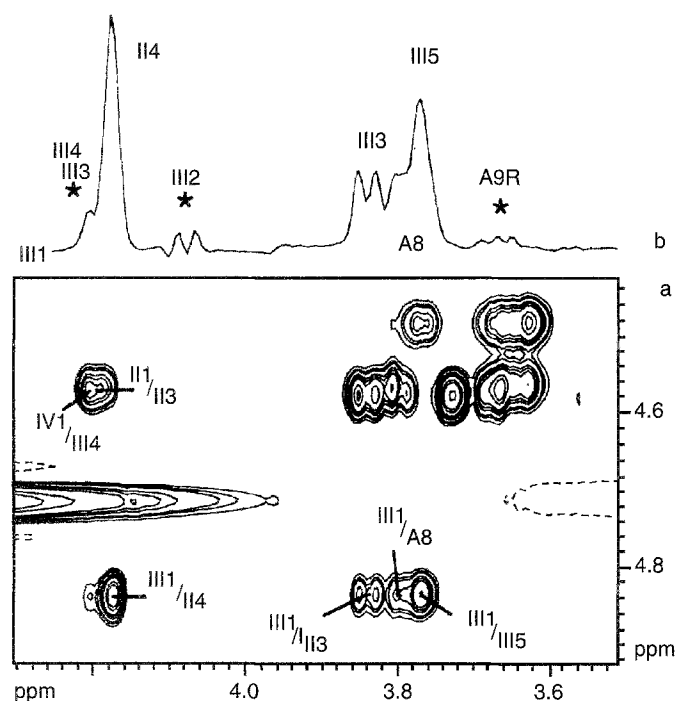 II4
III5
III4
III3
★
III2
★
III3
A9R
★
III1
A8
b
a
II1/II3
IV1/III4
4.6
III1/A8
4.8
III1/II4
III1/III3
III1/III5
ppm
ppm
4.0
3.8
3.6